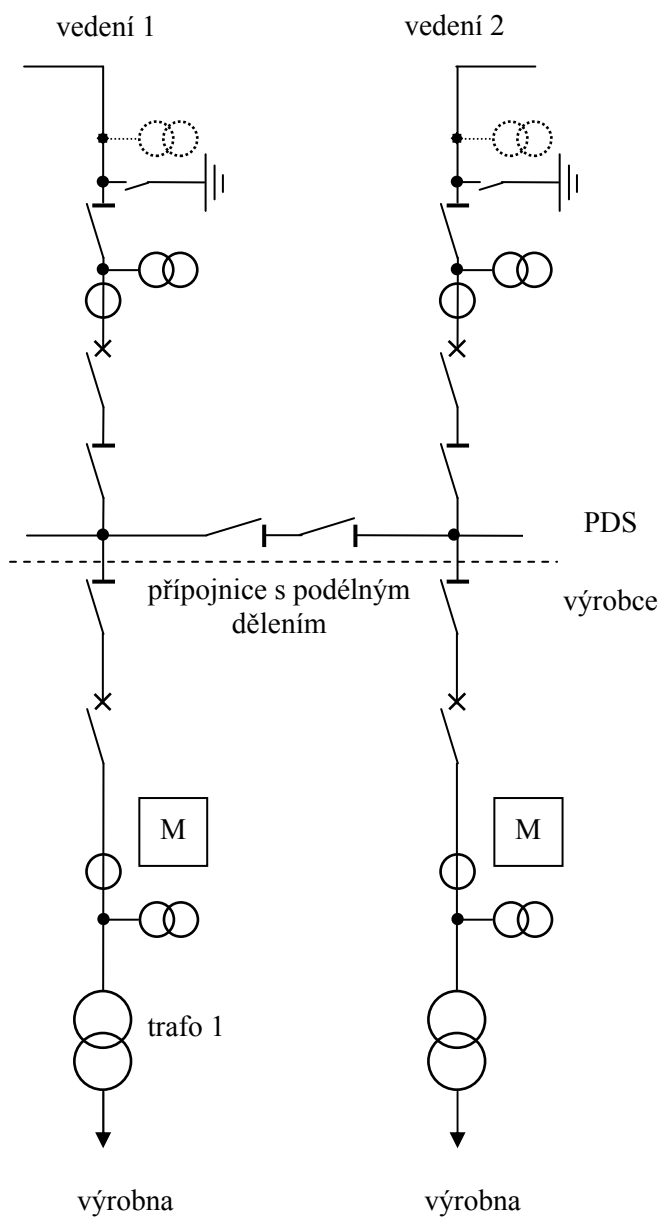 vedení 1
vedení 2
PDS
přípojnice s podélným
dělením
výrobce
M
M
trafo 1
výrobna
výrobna